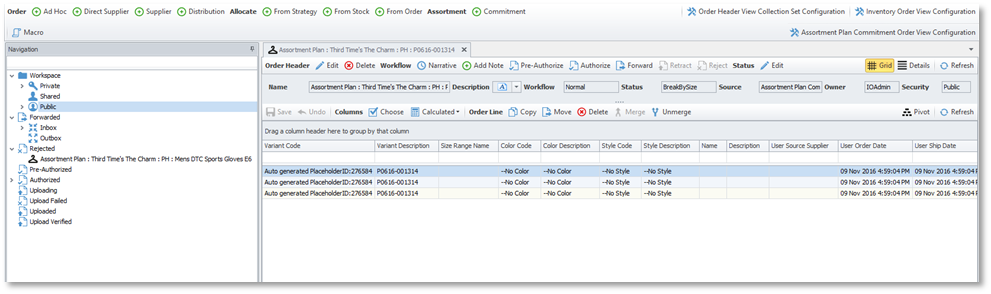 Order Ad Hoc Direct Supplier Supplier Distribution Allocate From Strategy From Stock From Order Assortment Commitment Order Header View Collection Set Configuration Inventory Order View Configuration
Macro Assortment Plan Commitment Order View Configuration
Navigation
Workspace
Private
Shared
Public
Forwarded
Inbox
Outbox
Rejected
Assortment Plan : Third Time's The Charm : PH : Mens DTC Sports Gloves E6
Pre-Authorized
Authorized
Uploading
Upload Failed
Uploaded
Upload Verified
Assortment Plan : Third Time's The Charm : PH : P0616-001314
Order Header Edit Delete Workflow Narrative Add Note Pre-Authorize Authorize Forward Retract Reject Status Edit Grid Details Refresh
Name Assortment Plan : Third Time's The Charm : PH : F Description A Workflow Normal Status BreakBySize Source Assortment Plan Com Owner IOAdmin Security Public
Save Undo Columns Choose Calculated Order Line Copy Move Delete Merge Unmerge Pivot Refresh
Drag a column header here to group by that column
Variant Code Variant Description Size Range Name Color Code Color Description Style Code Style Description Name Description User Source Supplier User Order Date User Ship Date
Auto generated PlaceholderID:276584 P0616-001314 --No Color --No Color --No Style --No Style 09 Nov 2016 4:59:04 PM 09 Nov 2016 4:59:04 P
Auto generated PlaceholderID:276584 P0616-001314 --No Color --No Color --No Style --No Style 09 Nov 2016 4:59:04 PM 09 Nov 2016 4:59:04 P
Auto generated PlaceholderID:276584 P0616-001314 --No Color --No Color --No Style --No Style 09 Nov 2016 4:59:04 PM 09 Nov 2016 4:59:04 P